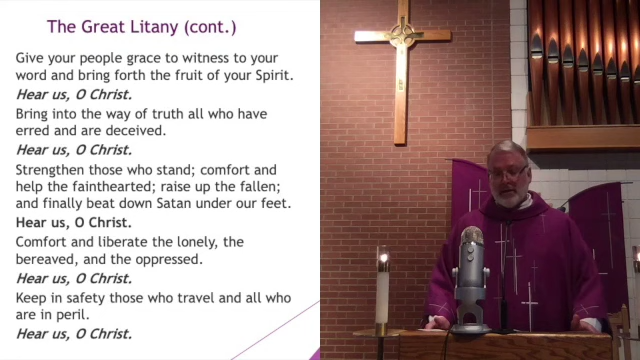 The Great Litany (cont.)
Give your people grace to witness to your
word and bring forth the fruit of your Spirit.
Hear us, O Christ.
Bring into the way of truth all who have
erred and are deceived.
Hear us, O Christ.
Strengthen those who stand; comfort and
help the fainthearted; raise up the fallen;
and finally beat down Satan under our feet.
Hear us, O Christ.
Comfort and liberate the lonely, the
bereaved, and the oppressed.
Hear us, O Christ.
Keep in safety those who travel and all who
are in peril.
Hear us, O Christ.